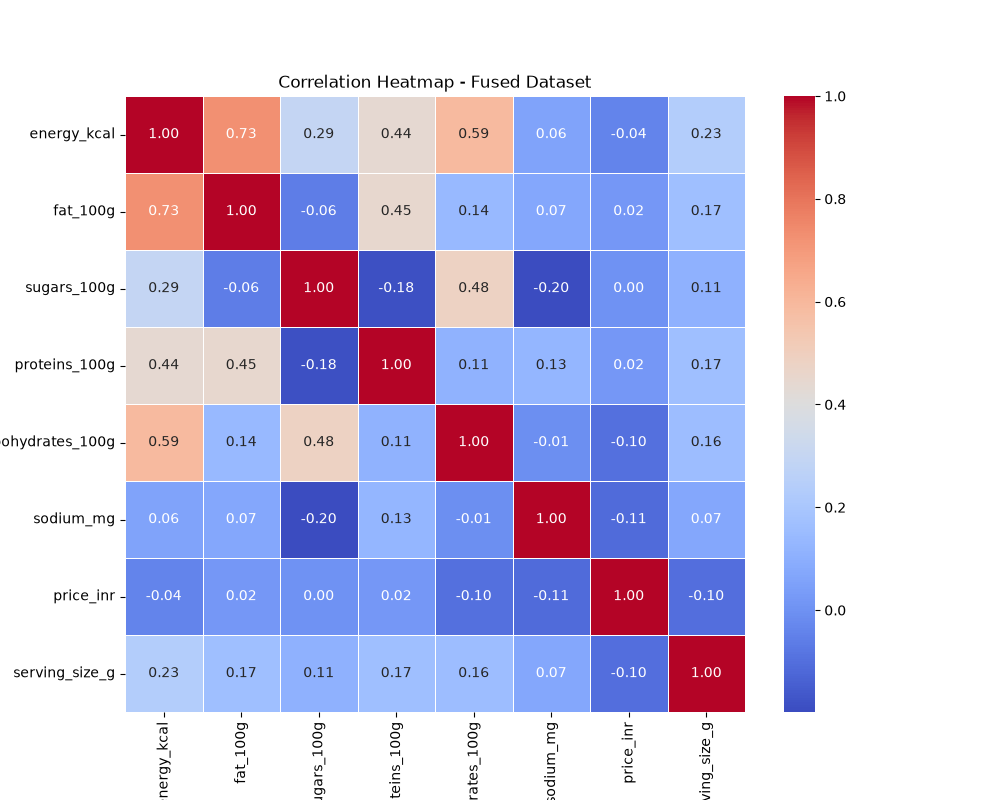 Correlation Heatmap - Fused Dataset
energy_kcal 1.00 0.73 0.29 0.44 0.59 0.06 -0.04 0.23
fat_100g 0.73 1.00 -0.06 0.45 0.14 0.07 0.02 0.17
sugars_100g 0.29 -0.06 1.00 -0.18 0.48 -0.20 0.00 0.11
proteins_100g 0.44 0.45 -0.18 1.00 0.11 0.13 0.02 0.17
ohydrates_100g 0.59 0.14 0.48 0.11 1.00 -0.01 -0.10 0.16
sodium_mg 0.06 0.07 -0.20 0.13 -0.01 1.00 -0.11 0.07
price_inr -0.04 0.02 0.00 0.02 -0.10 -0.11 1.00 -0.10
serving_size_g 0.23 0.17 0.11 0.17 0.16 0.07 -0.10 1.00
nergy_kcal fat_100g ugars_100g teins_100g rates_100g sodium_mg price_inr ving_size_g
1.0
0.8
0.6
0.4
0.2
0.0